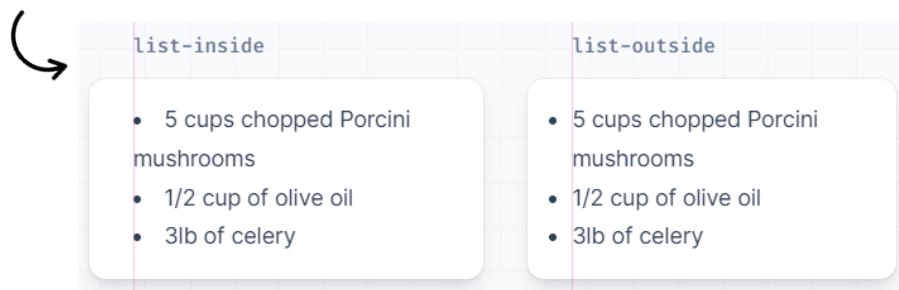 list-inside
• 5 cups chopped Porcini
mushrooms
• 1/2 cup of olive oil
• 3lb of celery
list-outside
• 5 cups chopped Porcini
mushrooms
• 1/2 cup of olive oil
• 3lb of celery